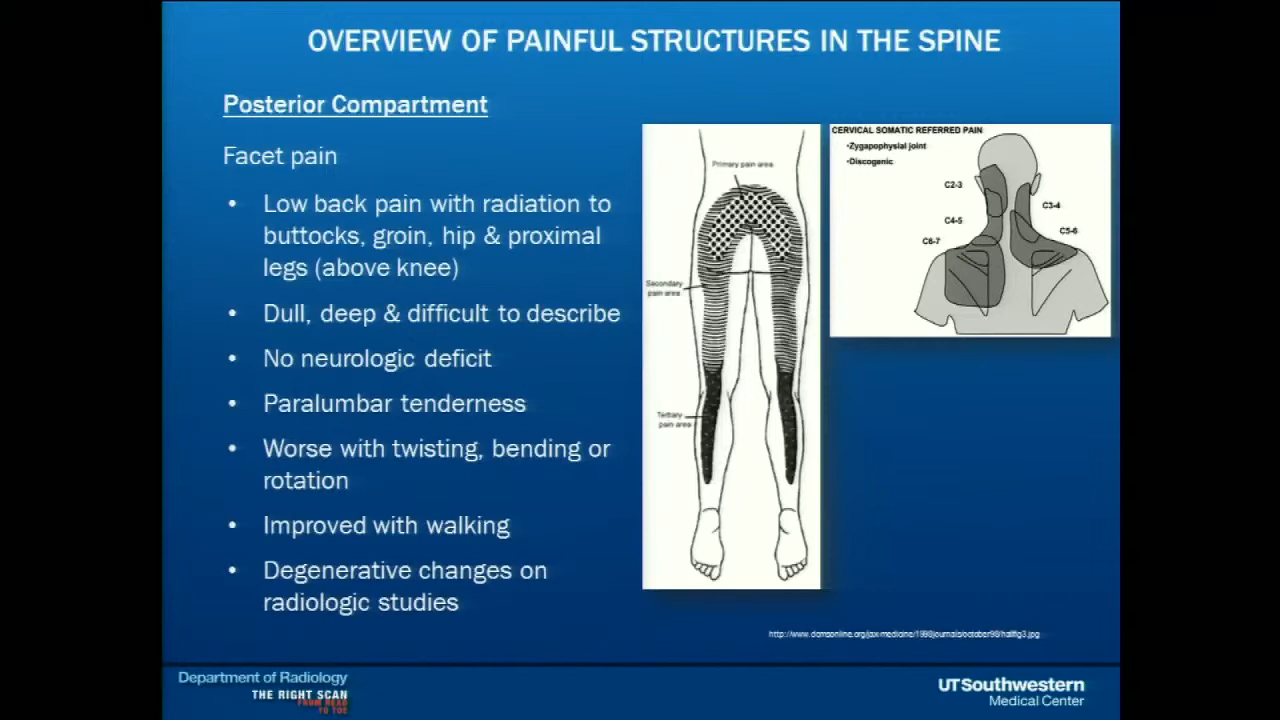 OVERVIEW OF PAINFUL STRUCTURES IN THE SPINE
Posterior Compartment
Facet pain
• Low back pain with radiation to
buttocks, groin, hip & proximal
legs (above knee)
• Dull, deep & difficult to describe
• No neurologic deficit
• Paralumbar tenderness
• Worse with twisting, bending or
rotation
• Improved with walking
• Degenerative changes on
radiologic studies
Primary pain area
Secondary
pain area
Tertiary
pain area
CERVICAL SOMATIC REFERRED PAIN
•Zygapophysial joint
•Discogenic
C2-3
C3-4
C4-5
C5-6
C6-7
Department of Radiology
THE RIGHT SCAN
FROM HEAD
TO TOE
UTSouthwestern
Medical Center